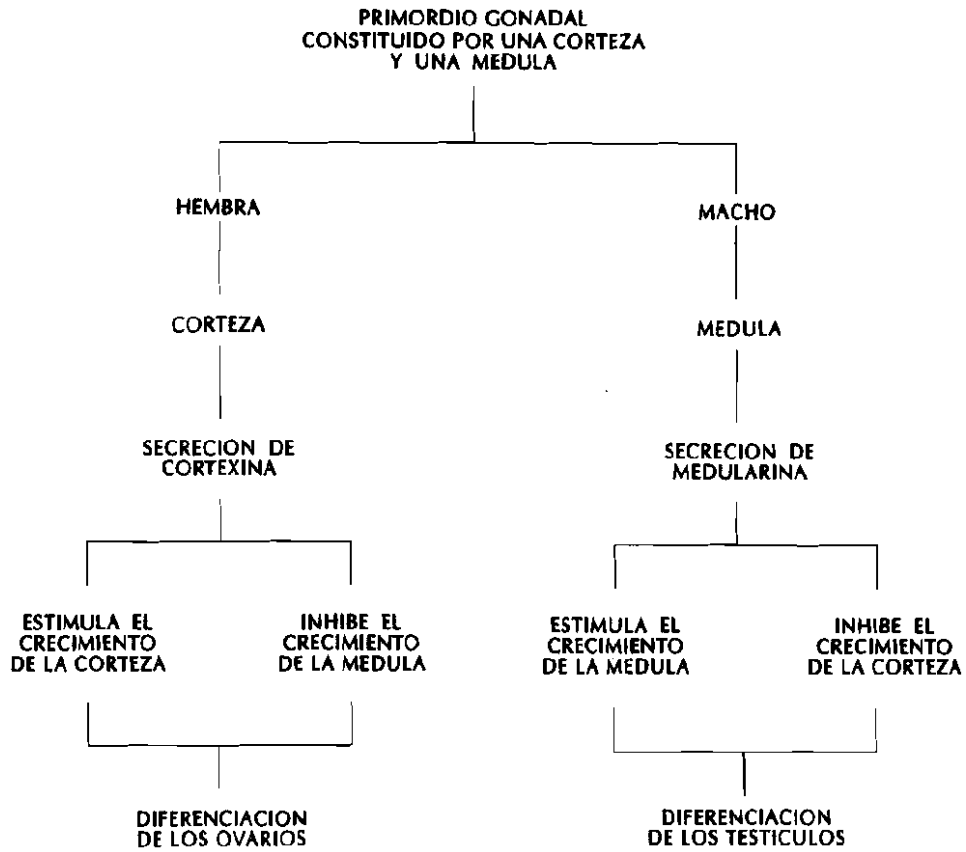 PRIMORDIO GONADAL
CONSTITUIDO POR UNA CORTEZA
Y UNA MEDULA
HEMBRA
MACHO
CORTEZA
MEDULA
SECRECION DE
CORTEXINA
SECRECION DE
MEDULARINA
ESTIMULA EL
CRECIMIENTO
DE LA CORTEZA
INHIBE EL
CRECIMIENTO
DE LA MEDULA
ESTIMULA EL
CRECIMIENTO
DE LA MEDULA
INHIBE EL
CRECIMIENTO
DE LA CORTEZA
DIFERENCIACION
DE LOS OVARIOS
DIFERENCIACION
DE LOS TESTICULOS